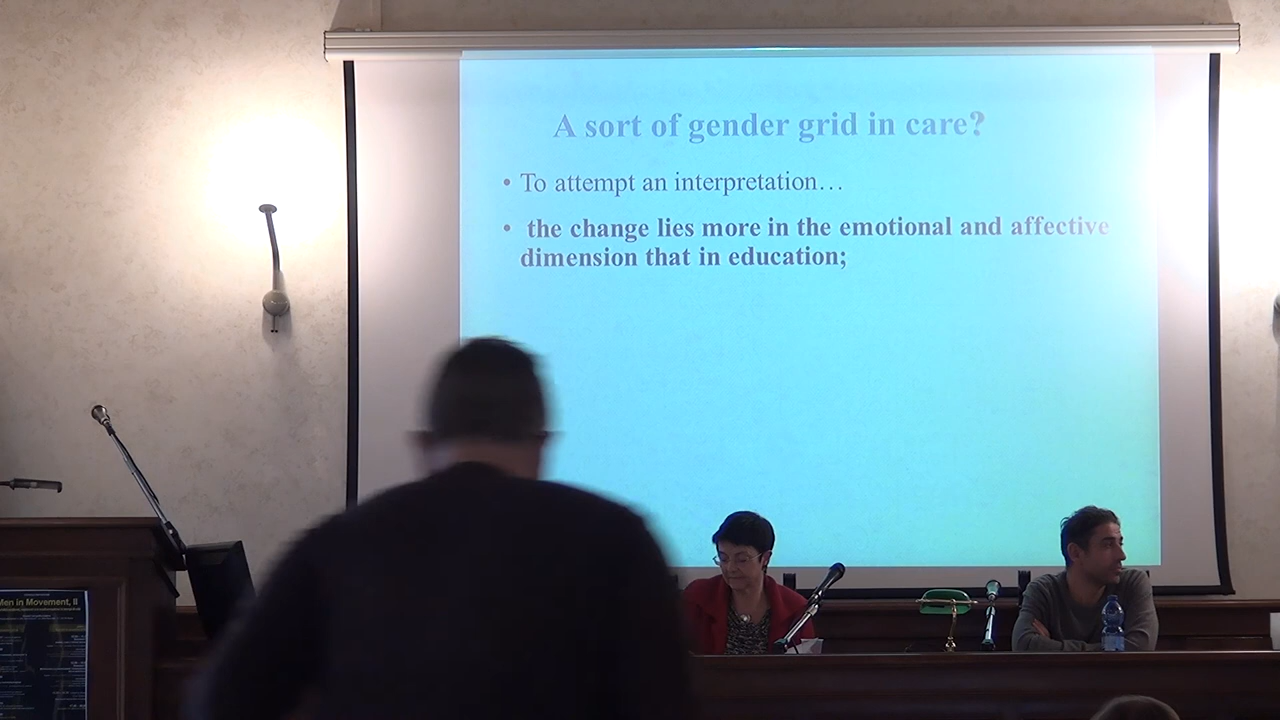 A sort of gender grid in care?
• To attempt an interpretation…
• the change lies more in the emotional and affective
dimension that in education;
Men in Movement, II